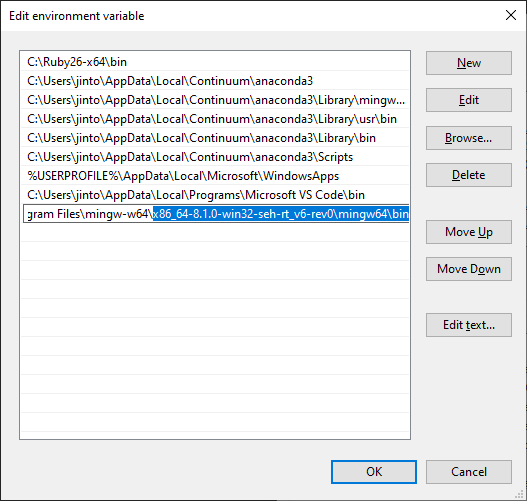 Edit environment variable
C:\Ruby26-x64\bin
C:\Users\jinto\AppData\Local\Continuum\anaconda3
C:\Users\jinto\AppData\Local\Continuum\anaconda3\Library\mingw...
C:\Users\jinto\AppData\Local\Continuum\anaconda3\Library\usr\bin
C:\Users\jinto\AppData\Local\Continuum\anaconda3\Library\bin
C:\Users\jinto\AppData\Local\Continuum\anaconda3\Scripts
%USERPROFILE%\AppData\Local\Microsoft\WindowsApps
C:\Users\jinto\AppData\Local\Programs\Microsoft VS Code\bin
gram Files\mingw-w64\x86_64-8.1.0-win32-seh-rt_v6-rev0\mingw64\bin
New
Edit
Browse...
Delete
Move Up
Move Down
Edit text...
OK
Cancel